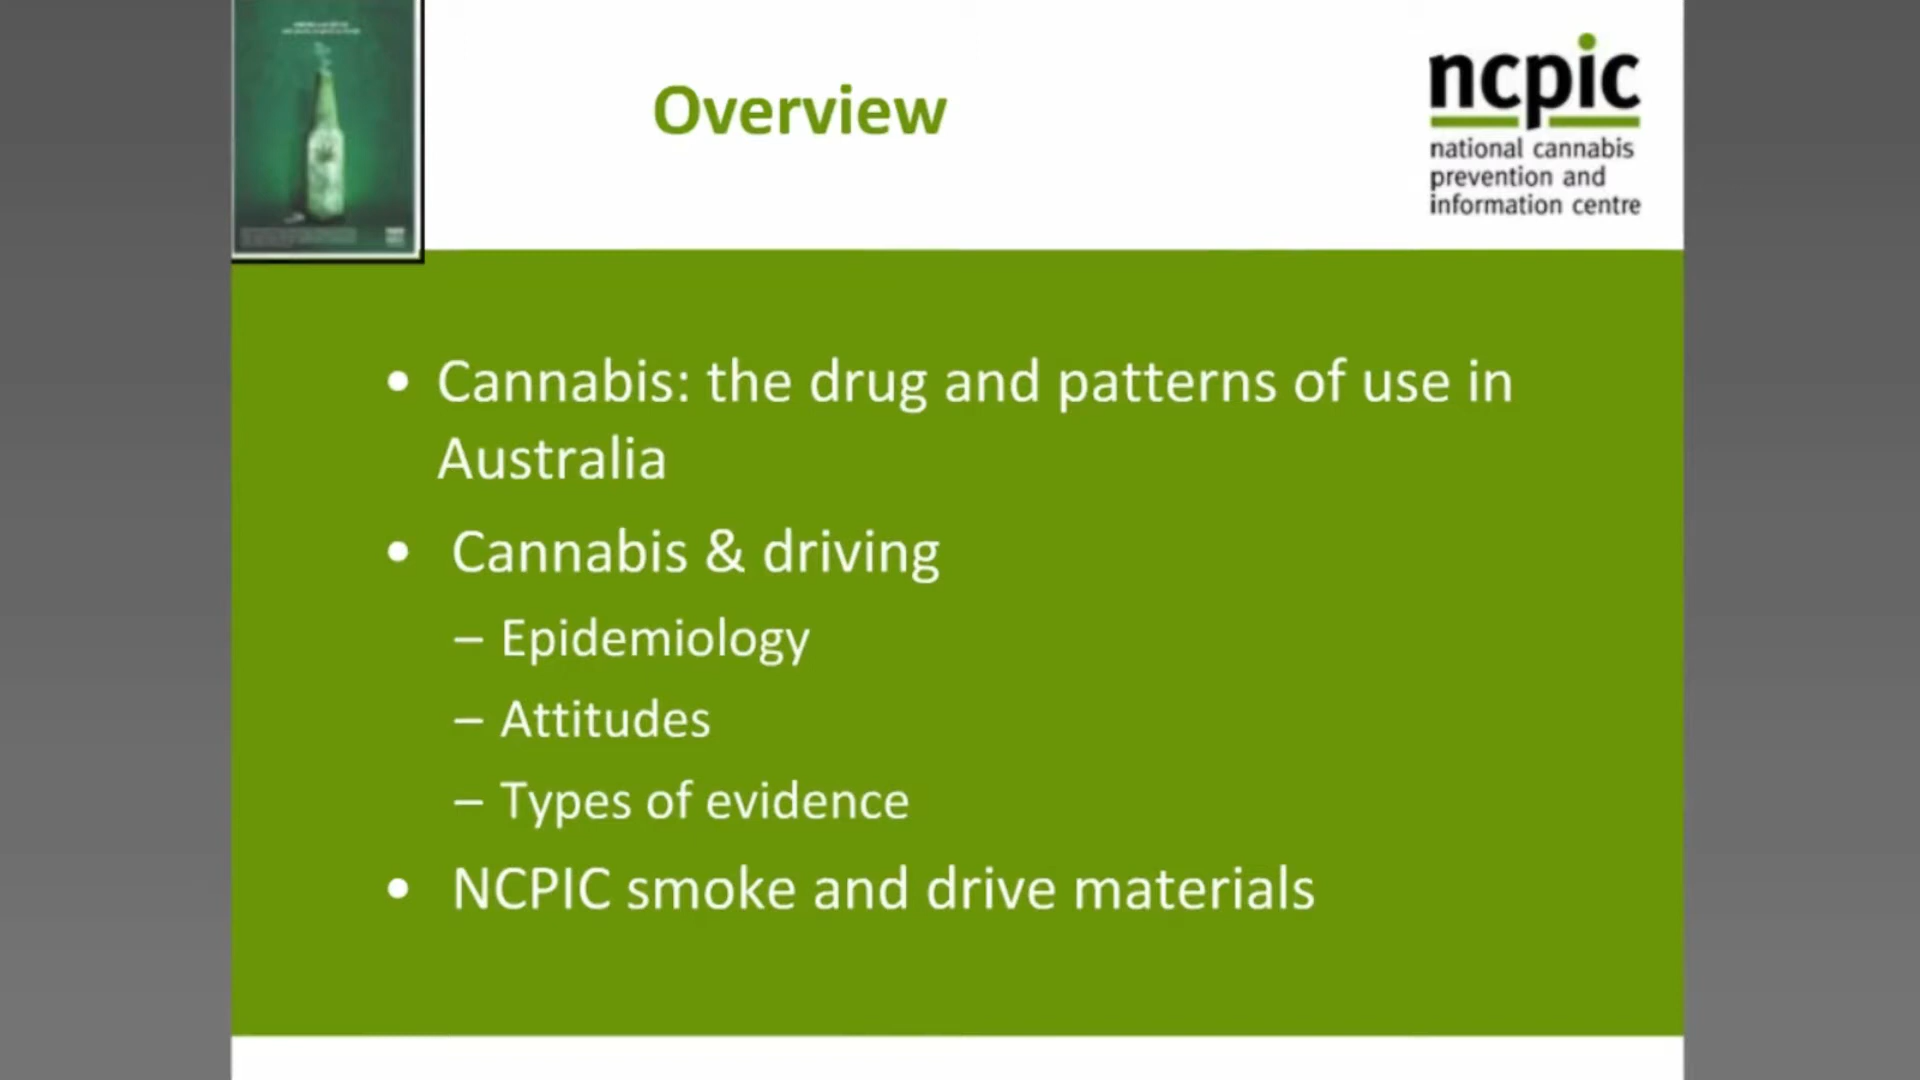 Overview
ncpic
national cannabis
prevention and
information centre
• Cannabis: the drug and patterns of use in
Australia
• Cannabis & driving
– Epidemiology
– Attitudes
– Types of evidence
• NCPIC smoke and drive materials